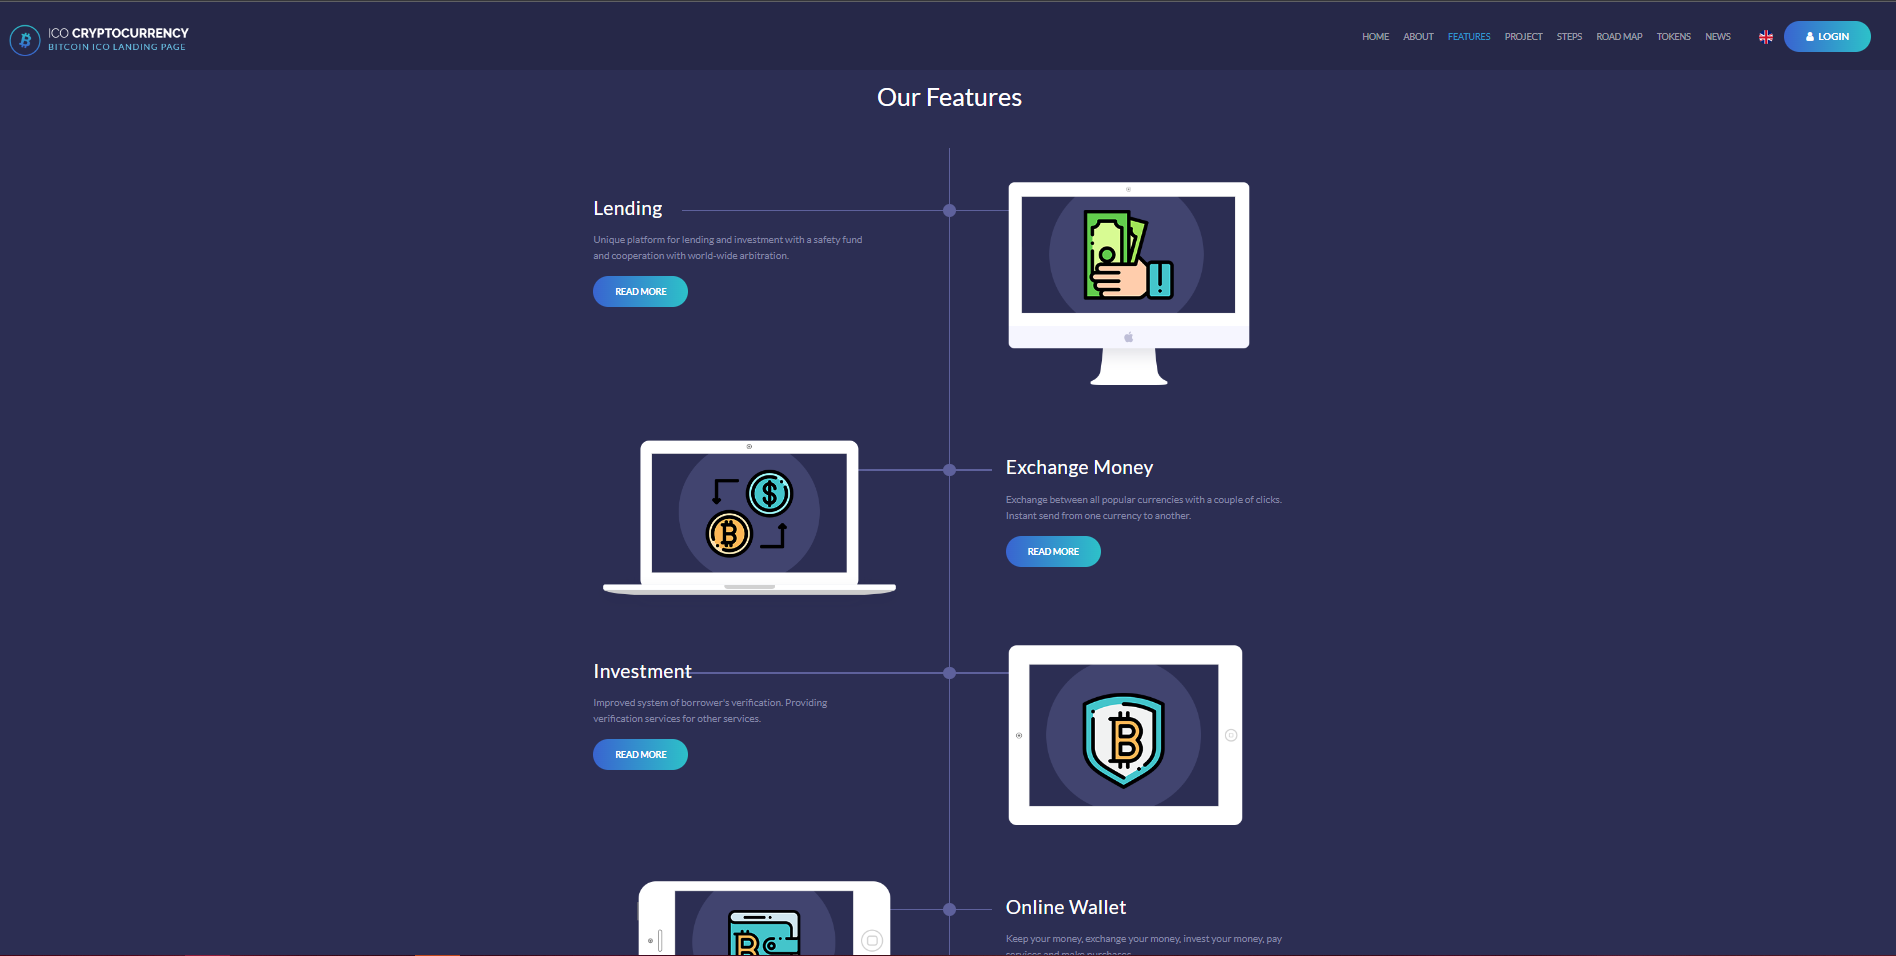 ICO CRYPTOCURRENCY
BITCOIN ICO LANDING PAGE
HOME ABOUT FEATURES PROJECT STEPS ROAD MAP TOKENS NEWS LOGIN
Our Features
Lending
Unique platform for lending and investment with a safety fund
and cooperation with world-wide arbitration.
READ MORE
Exchange Money
Exchange between all popular currencies with a couple of clicks.
Instant send from one currency to another.
READ MORE
Investment
Improved system of borrower's verification. Providing
verification services for other services.
READ MORE
Online Wallet
Keep your money, exchange your money, invest your money, pay
services and make purchases.